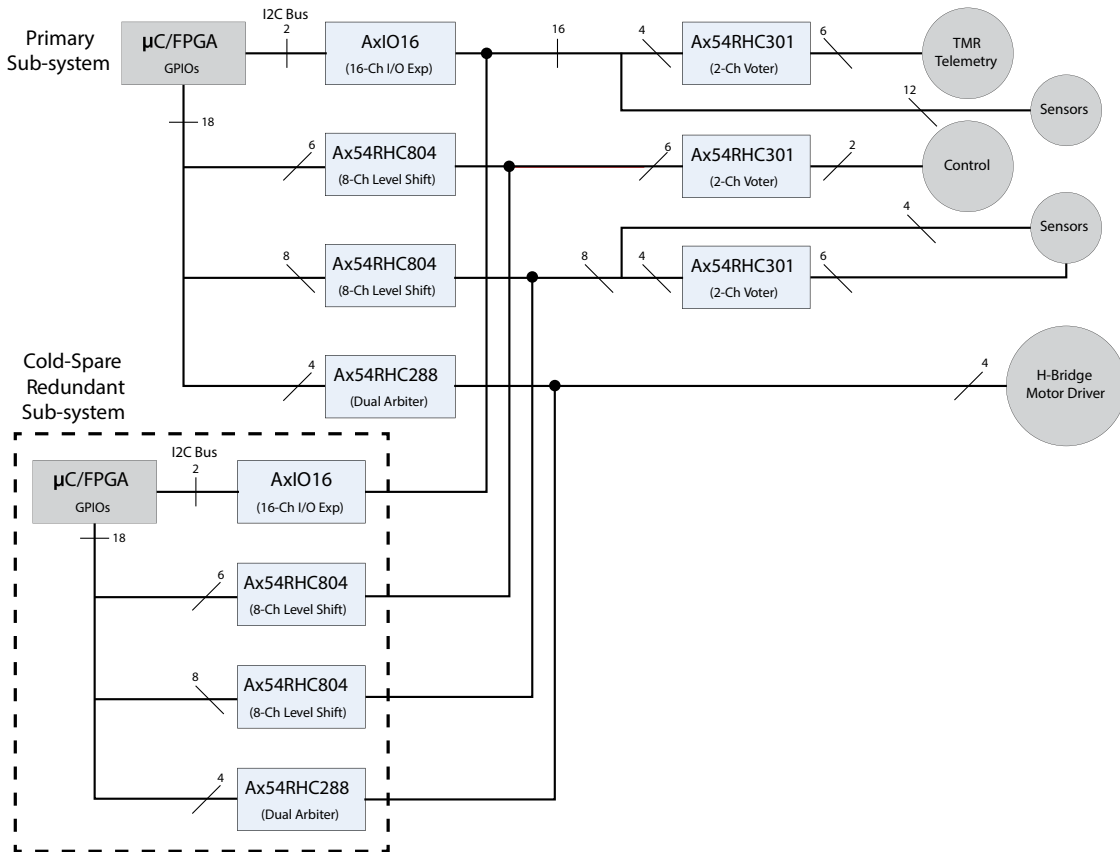 Primary
Sub-system
µC/FPGA
GPIOs
I2C Bus
2
AxIO16
(16-Ch I/O Exp)
16
4
Ax54RHC301
(2-Ch Voter)
6
TMR
Telemetry
12
Sensors
18
6
Ax54RHC804
(8-Ch Level Shift)
6
Ax54RHC301
(2-Ch Voter)
2
Control
4
Sensors
8
Ax54RHC804
(8-Ch Level Shift)
8
4
Ax54RHC301
(2-Ch Voter)
6
4
Ax54RHC288
(Dual Arbiter)
4
H-Bridge
Motor Driver
Cold-Spare
Redundant
Sub-system
µC/FPGA
GPIOs
I2C Bus
2
AxIO16
(16-Ch I/O Exp)
18
6
Ax54RHC804
(8-Ch Level Shift)
8
Ax54RHC804
(8-Ch Level Shift)
4
Ax54RHC288
(Dual Arbiter)